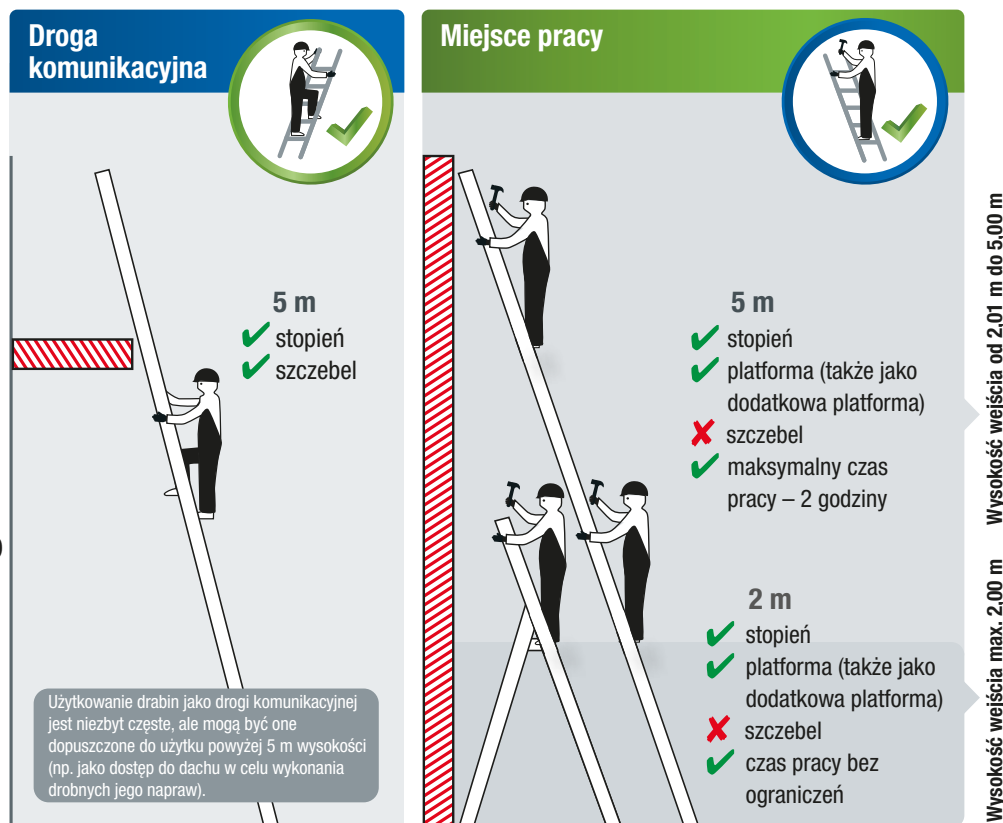 Droga
komunikacyjna
5 m
stopień
szczebel
Użytkowanie drabin jako drogi komunikacyjnej
jest niezbyt częste, ale mogą być one
dopuszczone do użytku powyżej 5 m wysokości
(np. jako dostęp do dachu w celu wykonania
drobnych jego napraw).
Miejsce pracy
5 m
stopień
platforma (także jako
dodatkowa platforma)
szczebel
maksymalny czas
pracy – 2 godziny
2 m
stopień
platforma (także jako
dodatkowa platforma)
szczebel
czas pracy bez
ograniczeń
Wysokość wejścia od 2.01 m do 5.00 m
Wysokość wejścia max. 2.00 m